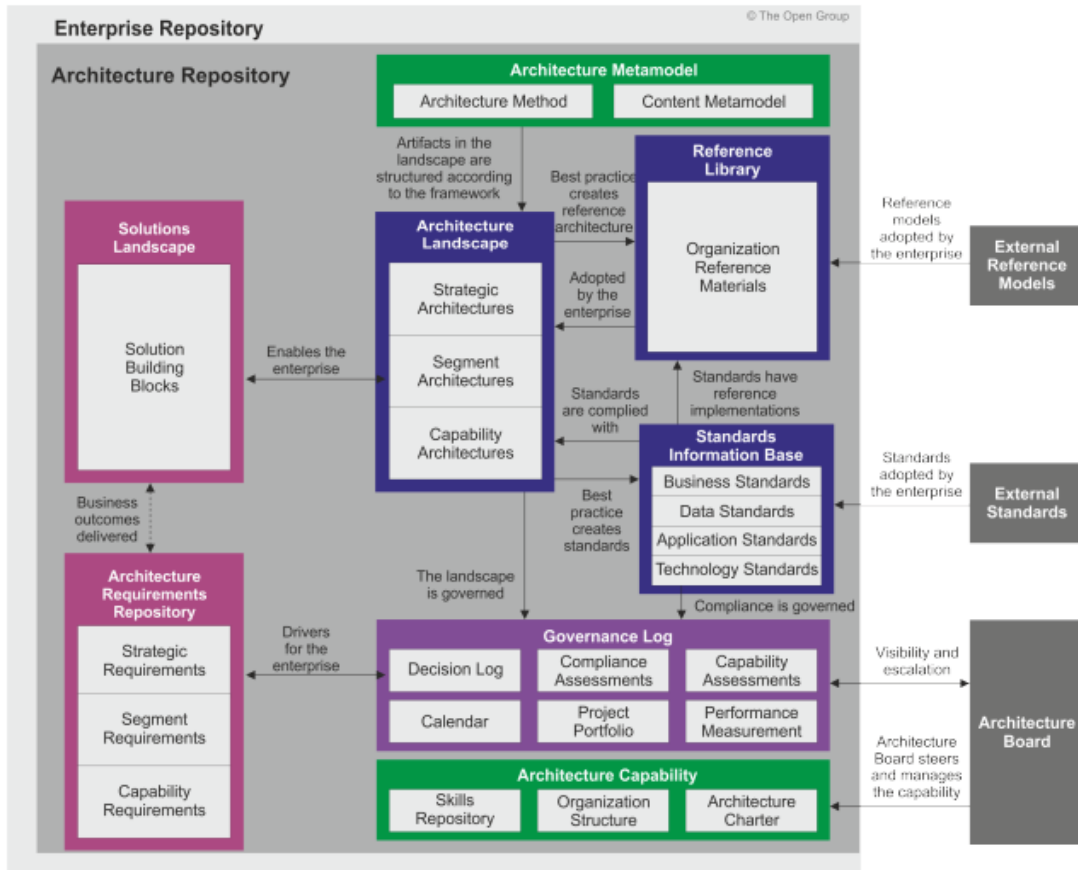 © The Open Group
Enterprise Repository
Architecture Repository
Architecture Metamodel
Architecture Method
Content Metamodel
Artifacts in the
landscape are
structured according
to the framework
Best practice
creates
reference
architecture
Reference
Library
Organization
Reference
Materials
Reference
models
adopted by
the enterprise
External
Reference
Models
Solutions
Landscape
Solution
Building
Blocks
Enables the
enterprise
Architecture
Landscape
Strategic
Architectures
Segment
Architectures
Capability
Architectures
Adopted
by the
enterprise
Standards
are complied
with
Standards have
reference
implementations
Standards
Information Base
Business Standards
Data Standards
Application Standards
Technology Standards
Standards
adopted by
the enterprise
External
Standards
Best
practice
creates
standards
Business
outcomes
delivered
The landscape
is governed
Compliance is governed
Architecture
Requirements
Repository
Strategic
Requirements
Segment
Requirements
Capability
Requirements
Drivers
for the
enterprise
Governance Log
Decision Log
Compliance
Assessments
Capability
Assessments
Calendar
Project
Portfolio
Performance
Measurement
Visibility and
escalation
Architecture
Board
Architecture
Board steers
and manages
the capability
Architecture Capability
Skills
Repository
Organization
Structure
Architecture
Charter